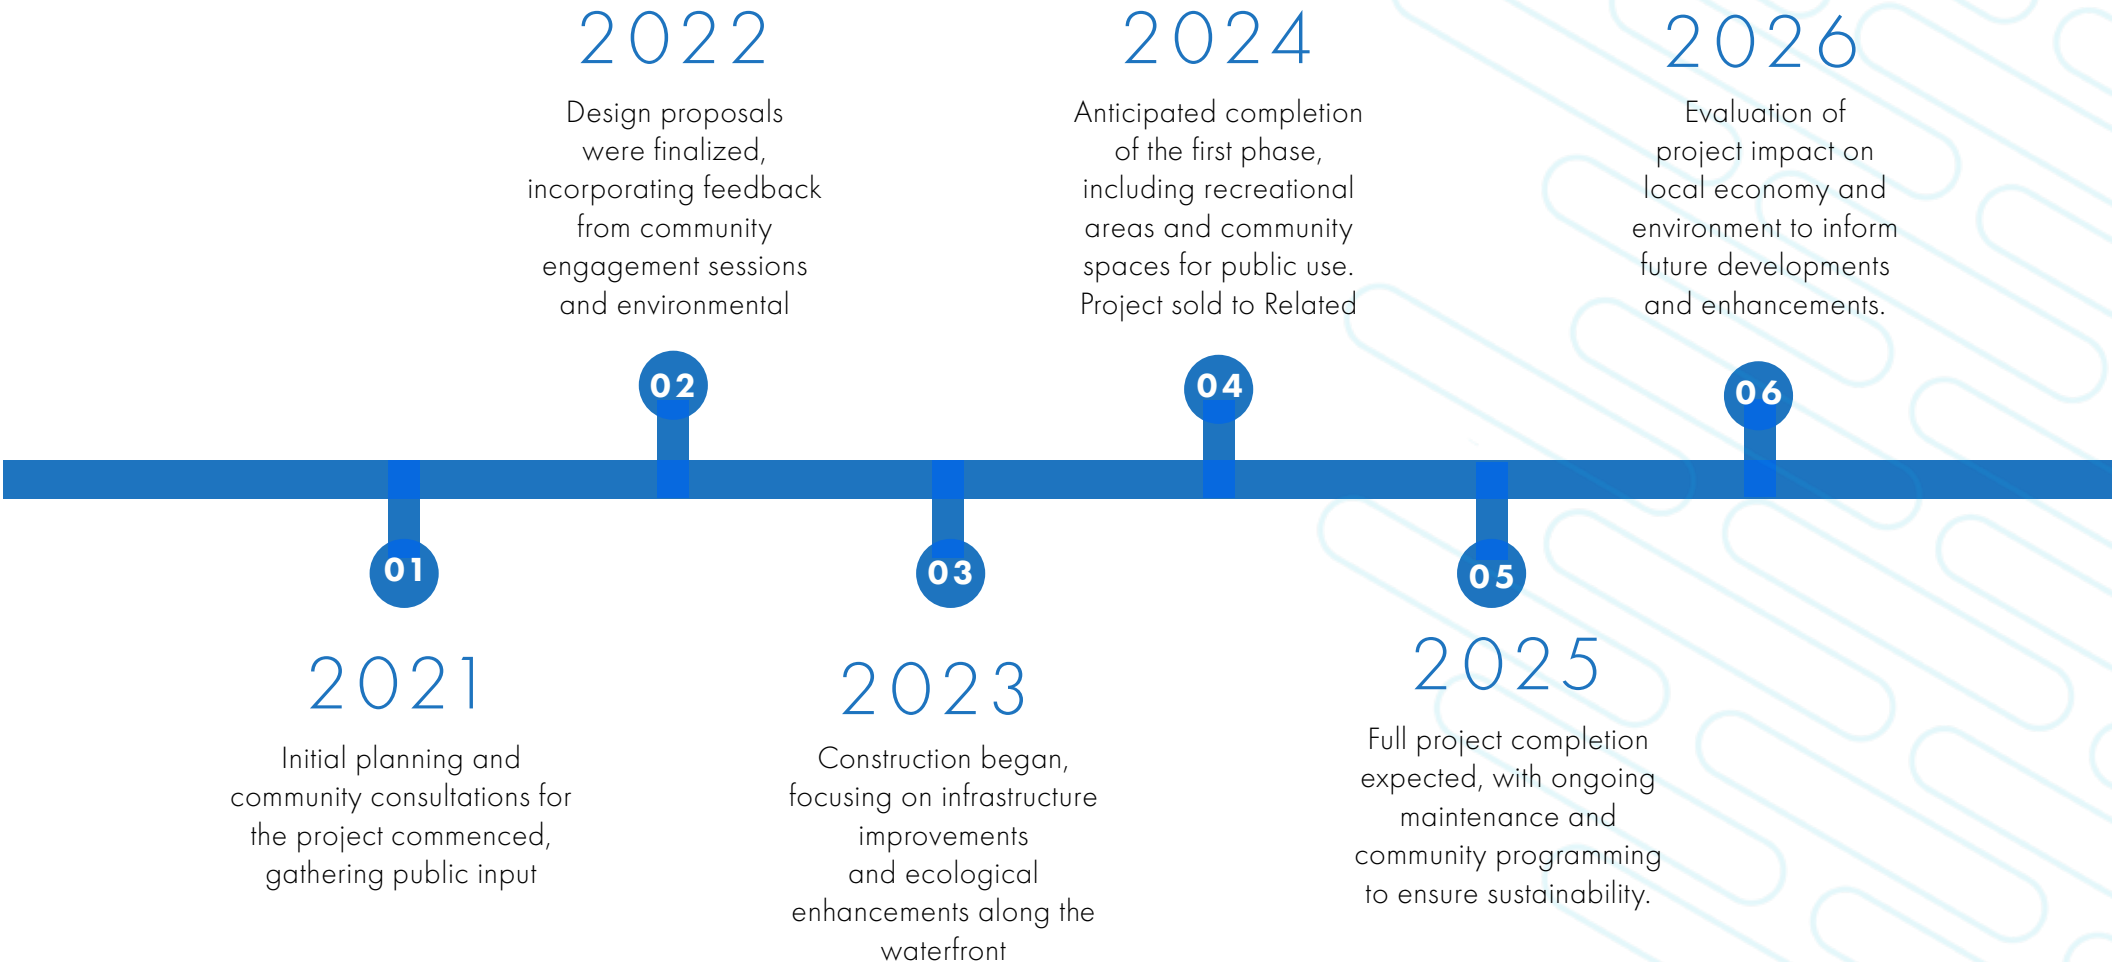 2022
Design proposals
were finalized,
incorporating feedback
from community
engagement sessions
and environmental
02
2024
Anticipated completion
of the first phase,
including recreational
areas and community
spaces for public use.
Project sold to Related
04
2026
Evaluation of
project impact on
local economy and
environment to inform
future developments
and enhancements.
06
01
2021
Initial planning and
community consultations for
the project commenced,
gathering public input
03
2023
Construction began,
focusing on infrastructure
improvements
and ecological
enhancements along the
waterfront
05
2025
Full project completion
expected, with ongoing
maintenance and
community programming
to ensure sustainability.